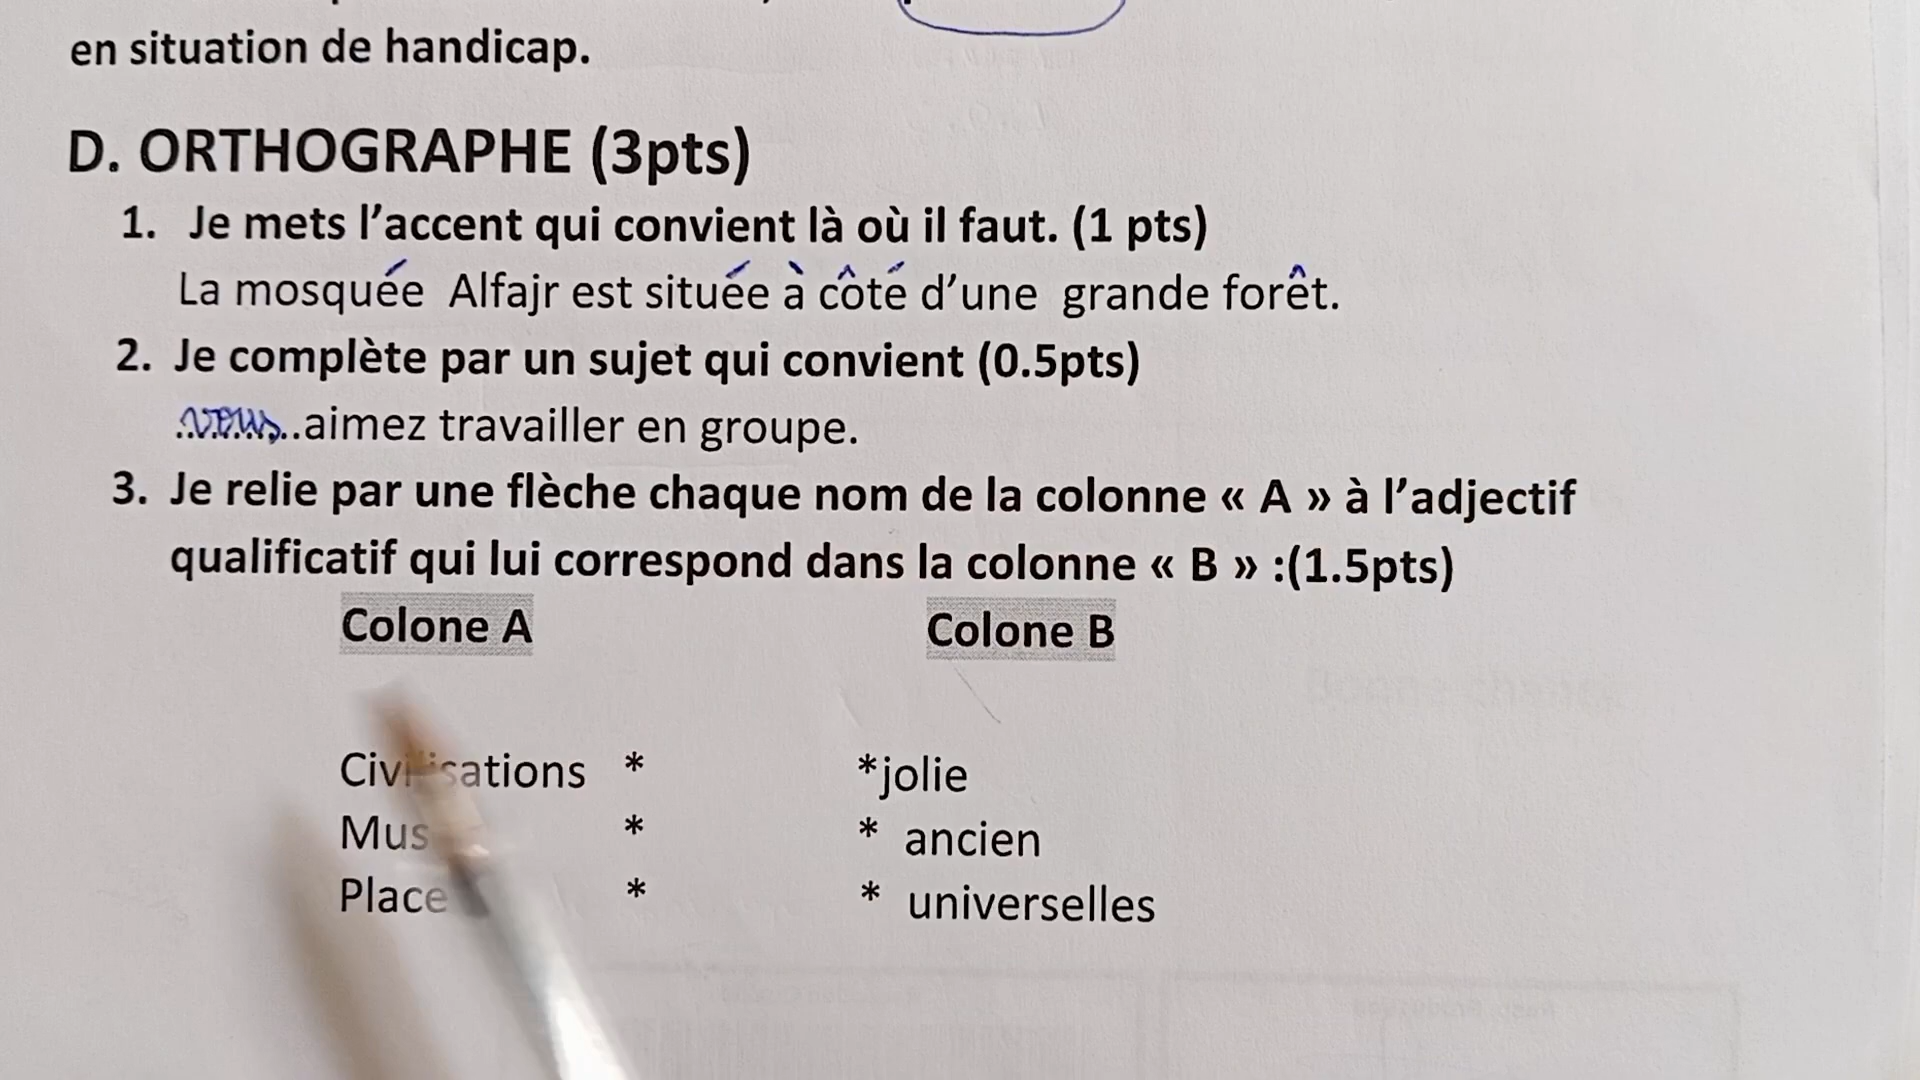 en situation de handicap.
D. ORTHOGRAPHE (3pts)
1. Je mets l’accent qui convient là où il faut. (1 pts)
La mosquée Alfajr est située à côté d’une grande forêt.
2. Je complète par un sujet qui convient (0.5pts)
vous..aimez travailler en groupe.
3. Je relie par une flèche chaque nom de la colonne « A » à l’adjectif
qualificatif qui lui correspond dans la colonne « B » :(1.5pts)
Colone A Colone B
Civilisations * *jolie
* * ancien
Place * * universelles